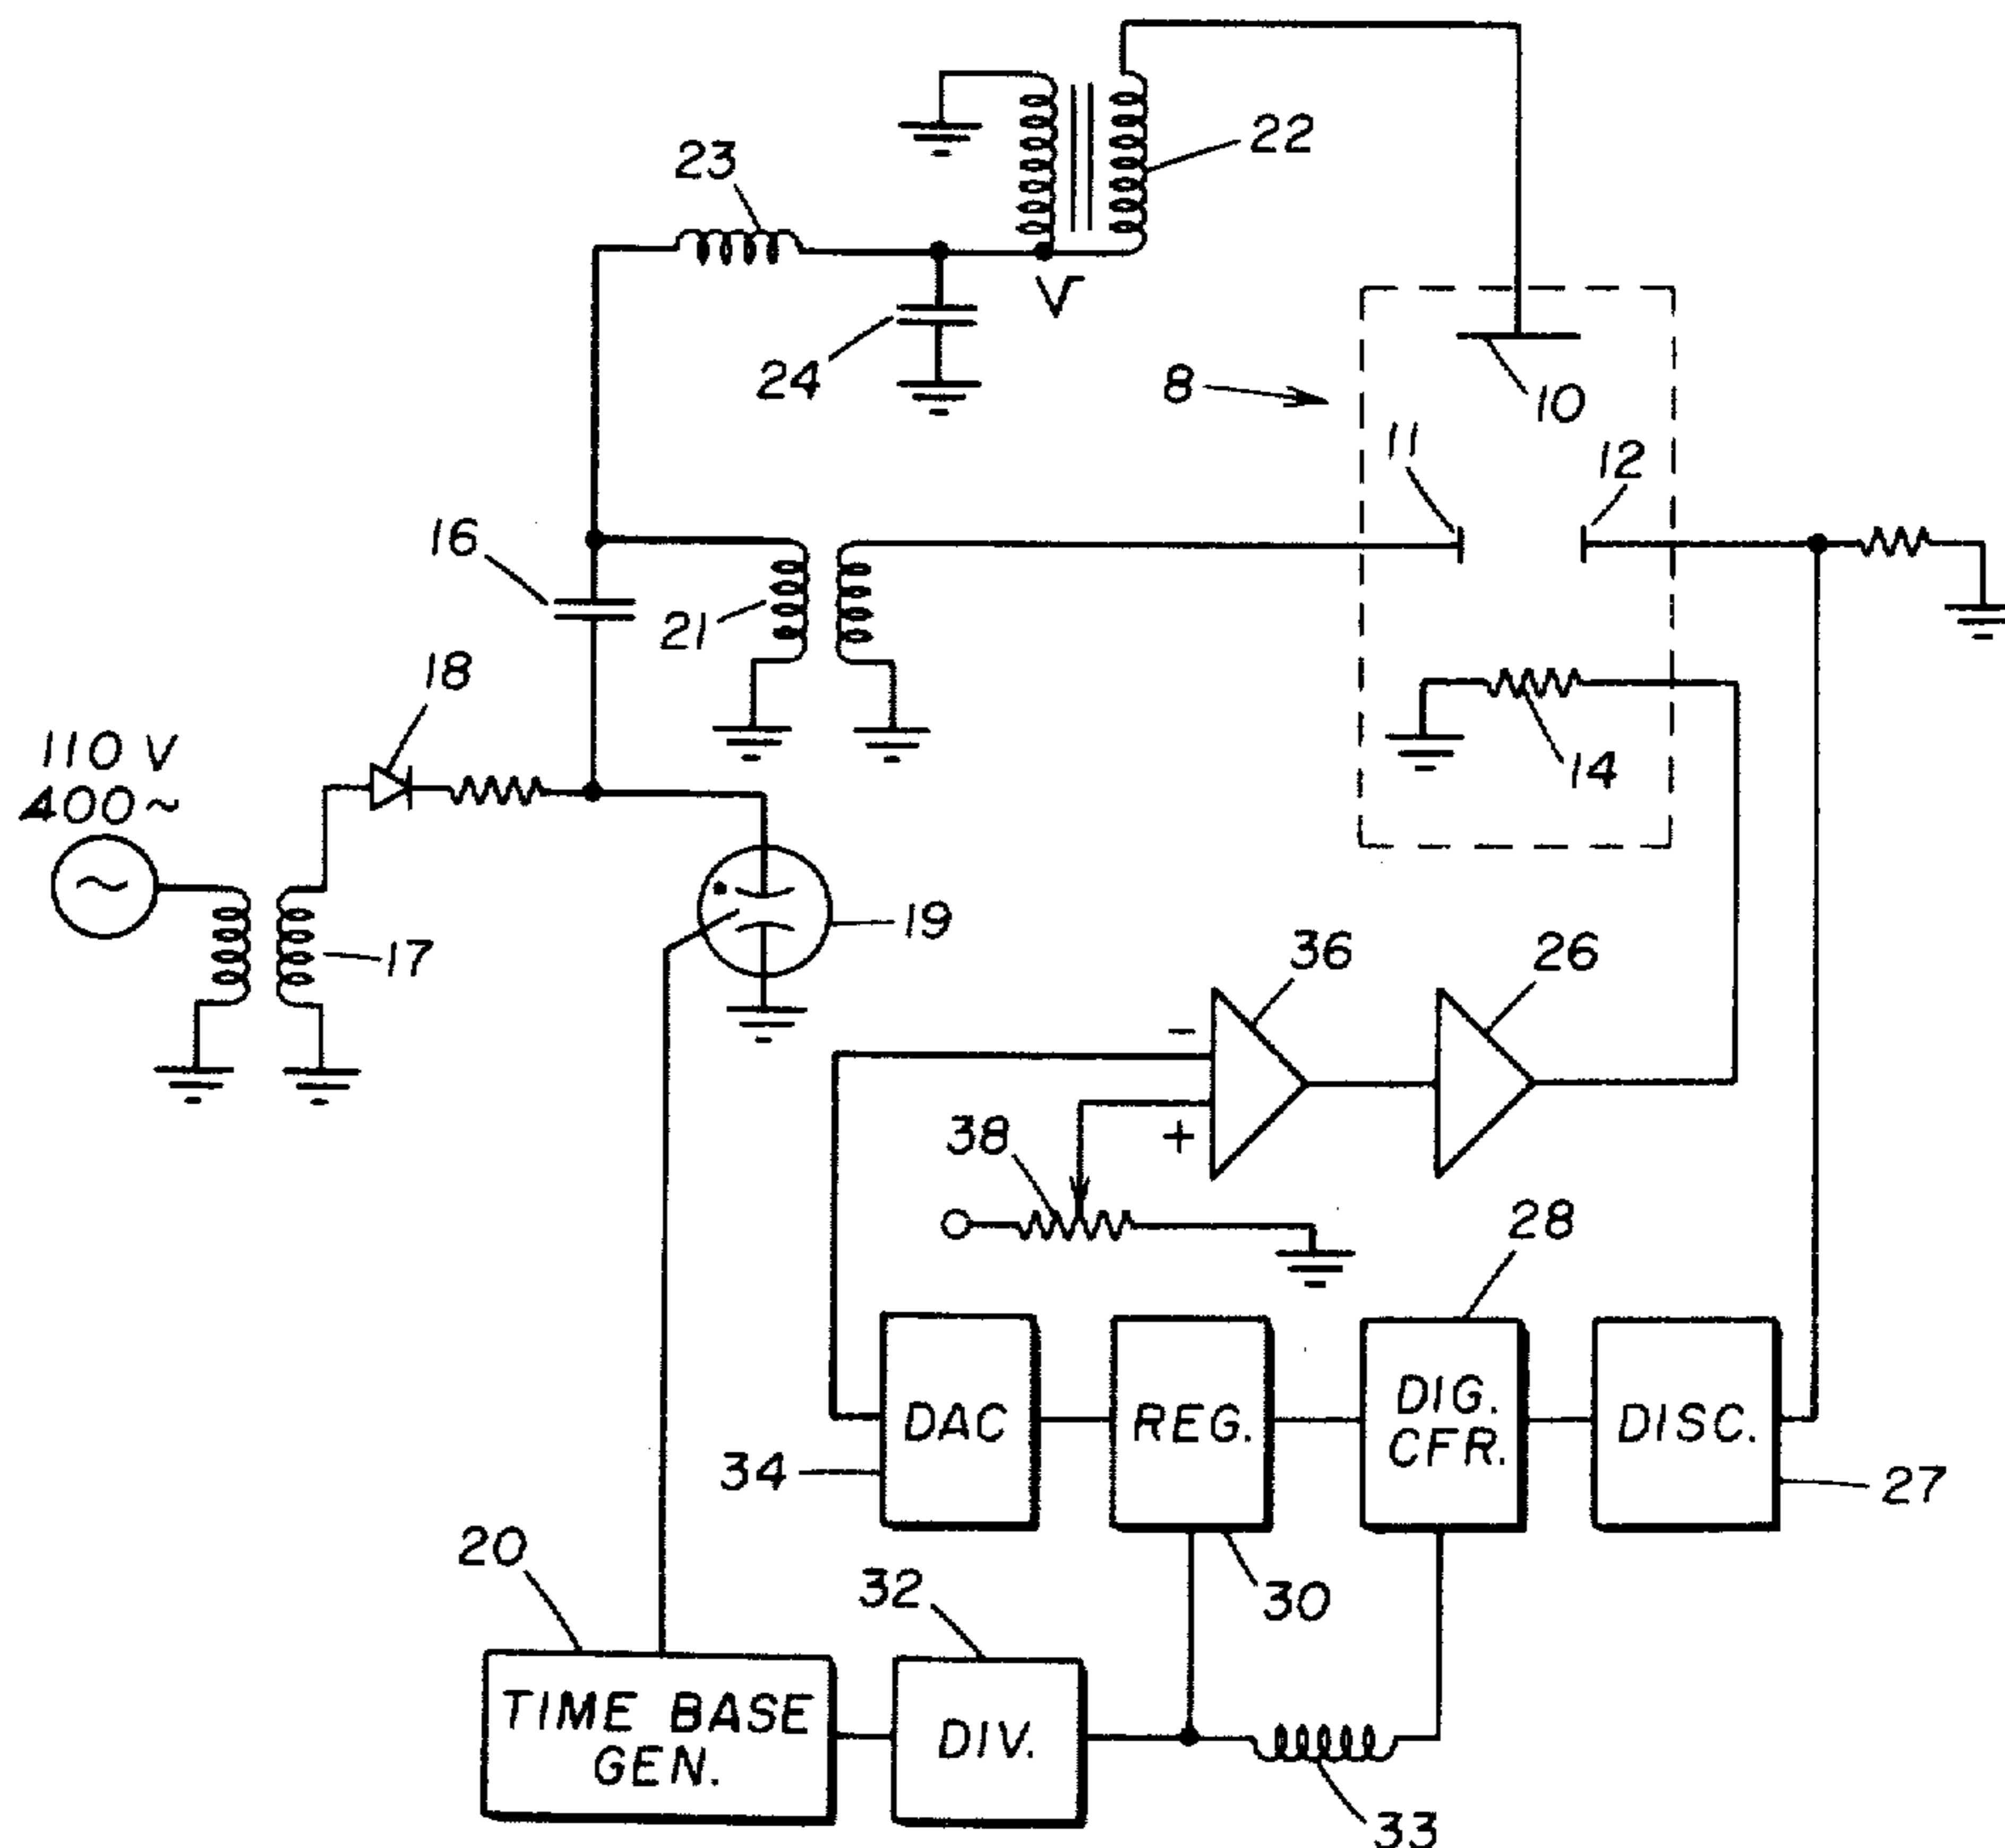 22
23
24
8
10
11
12
16
21
18
14
110 V
400~
19
17
36
26
-
+
38
28
DAC
REG.
DIG.
CFR.
DISC.
34
27
20
32
30
TIME BASE
GEN.
DIV.
33